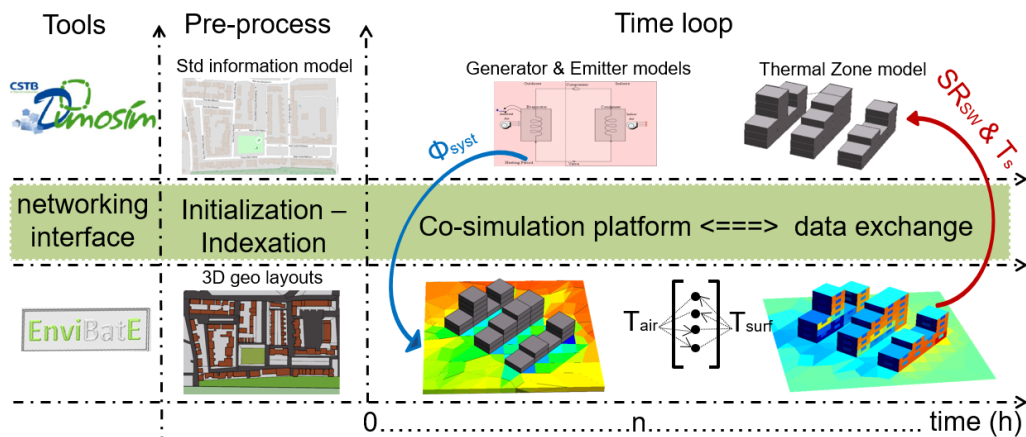 Tools
Pre-process
Time loop
CSTB
Dimosim
Std information model
Generator & Emitter models
Thermal Zone model
Φsyst
SRSW & Ts
networking
interface
Initialization –
Indexation
Co-simulation platform <===> data exchange
EnviBatE
3D geo layouts
Tair
Tsurf
0……………………………n……………………………... time (h)